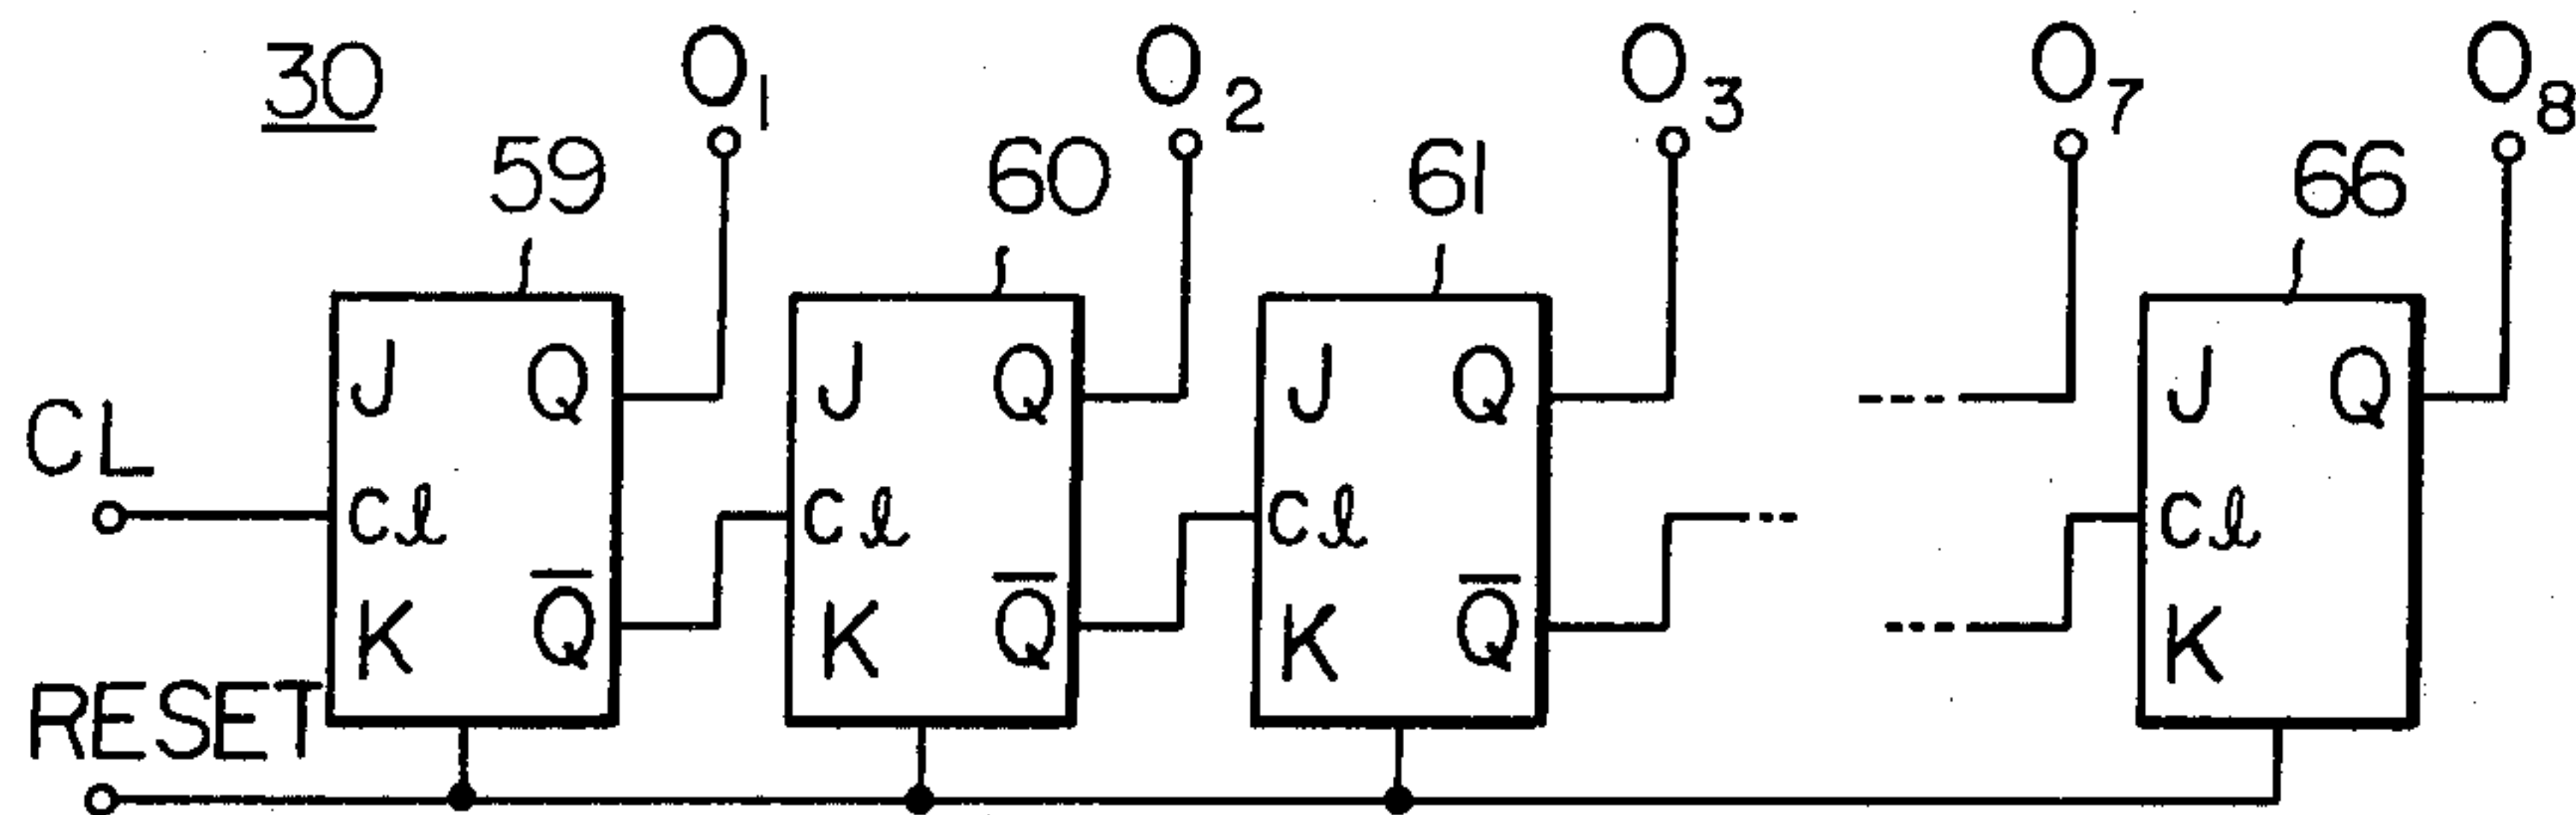 30 O1 O2 O3 O7 O8
59 60 61 66
J Q J Q J Q J Q
CL Cl Cl Cl Cl
K Q̅ K Q̅ K Q̅ K
RESET